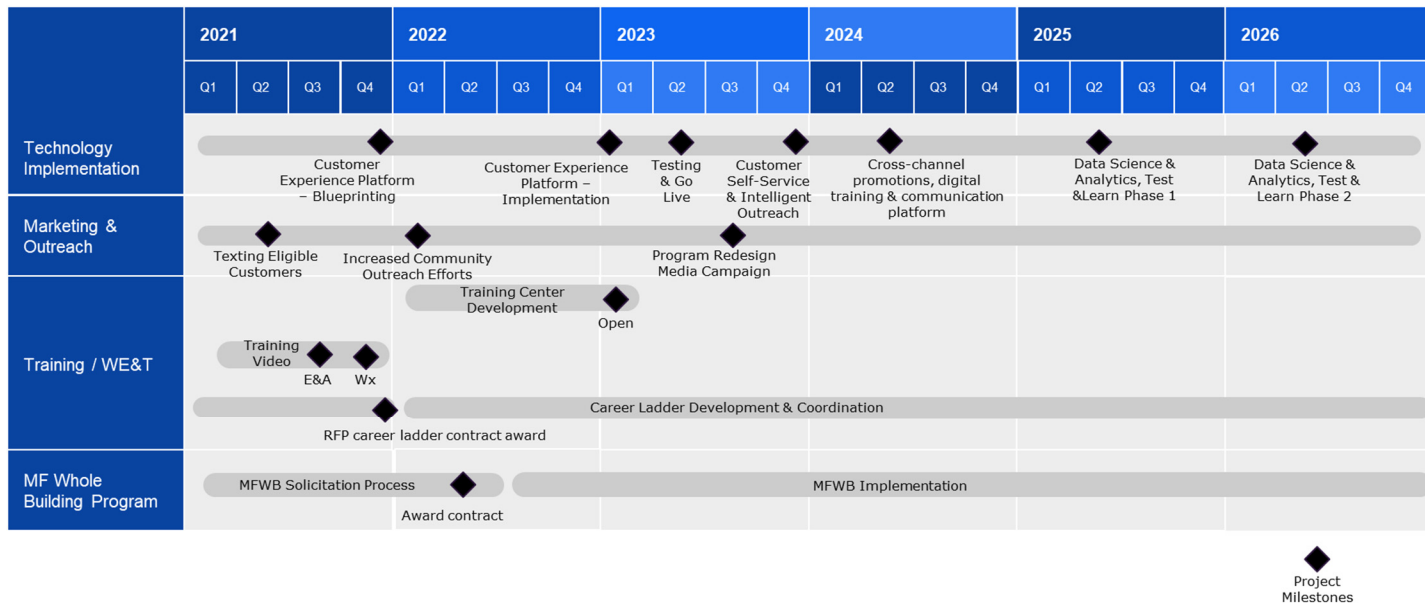 2021
2022
2023
2024
2025
2026
Q1 Q2 Q3 Q4 Q1 Q2 Q3 Q4 Q1 Q2 Q3 Q4 Q1 Q2 Q3 Q4 Q1 Q2 Q3 Q4 Q1 Q2 Q3 Q4
Technology
Implementation
Customer
Experience Platform
– Blueprinting
Customer Experience
Platform –
Implementation
Testing
& Go
Live
Customer
Self-Service
& Intelligent
Outreach
Cross-channel
promotions, digital
training & communication
platform
Data Science &
Analytics, Test
&Learn Phase 1
Data Science &
Analytics, Test &
Learn Phase 2
Marketing &
Outreach
Texting Eligible
Customers
Increased Community
Outreach Efforts
Program Redesign
Media Campaign
Training / WE&T
Training Center
Development
Open
Training
Video
E&A
Wx
Career Ladder Development & Coordination
RFP career ladder contract award
MF Whole
Building Program
MFWB Solicitation Process
Award contract
MFWB Implementation
Project
Milestones